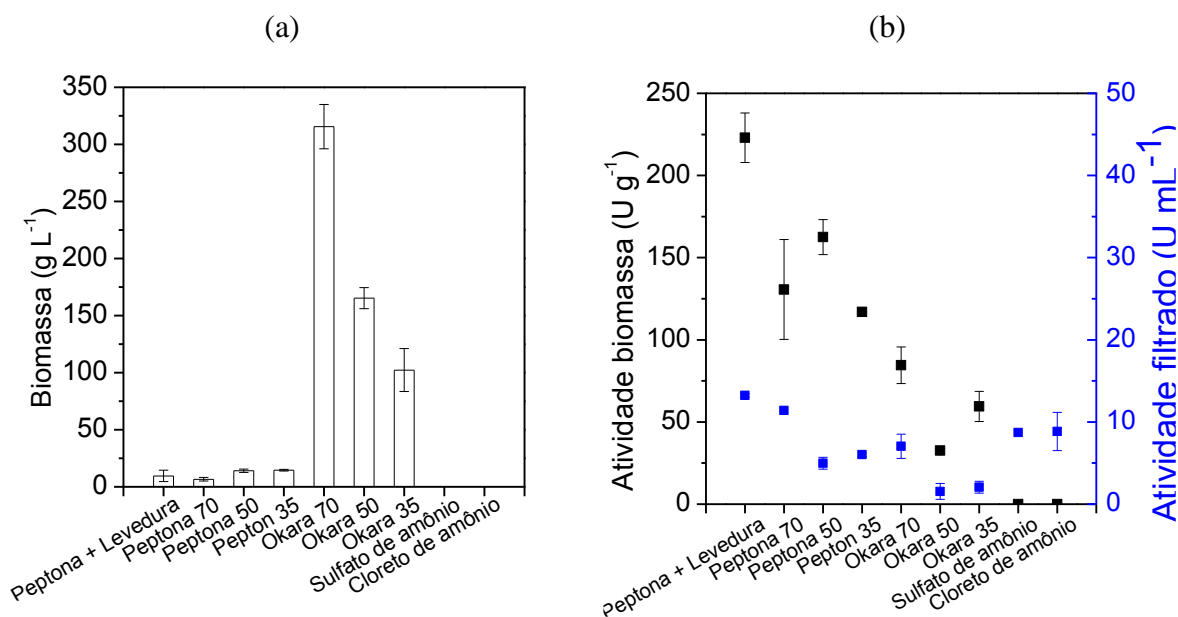 (a)
350
300
250
200
150
100
50
0
Biomassa (g L-1)
Peptona + Levedura
Peptona 70
Peptona 50
Pepton 35
Okara 70
Okara 50
Okara 35
Sulfato de amônio
Cloreto de amônio
(b)
250
200
150
100
50
0
Atividade biomassa (U g-1)
50
40
30
20
10
0
Atividade filtrado (U mL-1)
Peptona + Levedura
Peptona 70
Peptona 50
Pepton 35
Okara 70
Okara 50
Okara 35
Sulfato de amônio
Cloreto de amônio